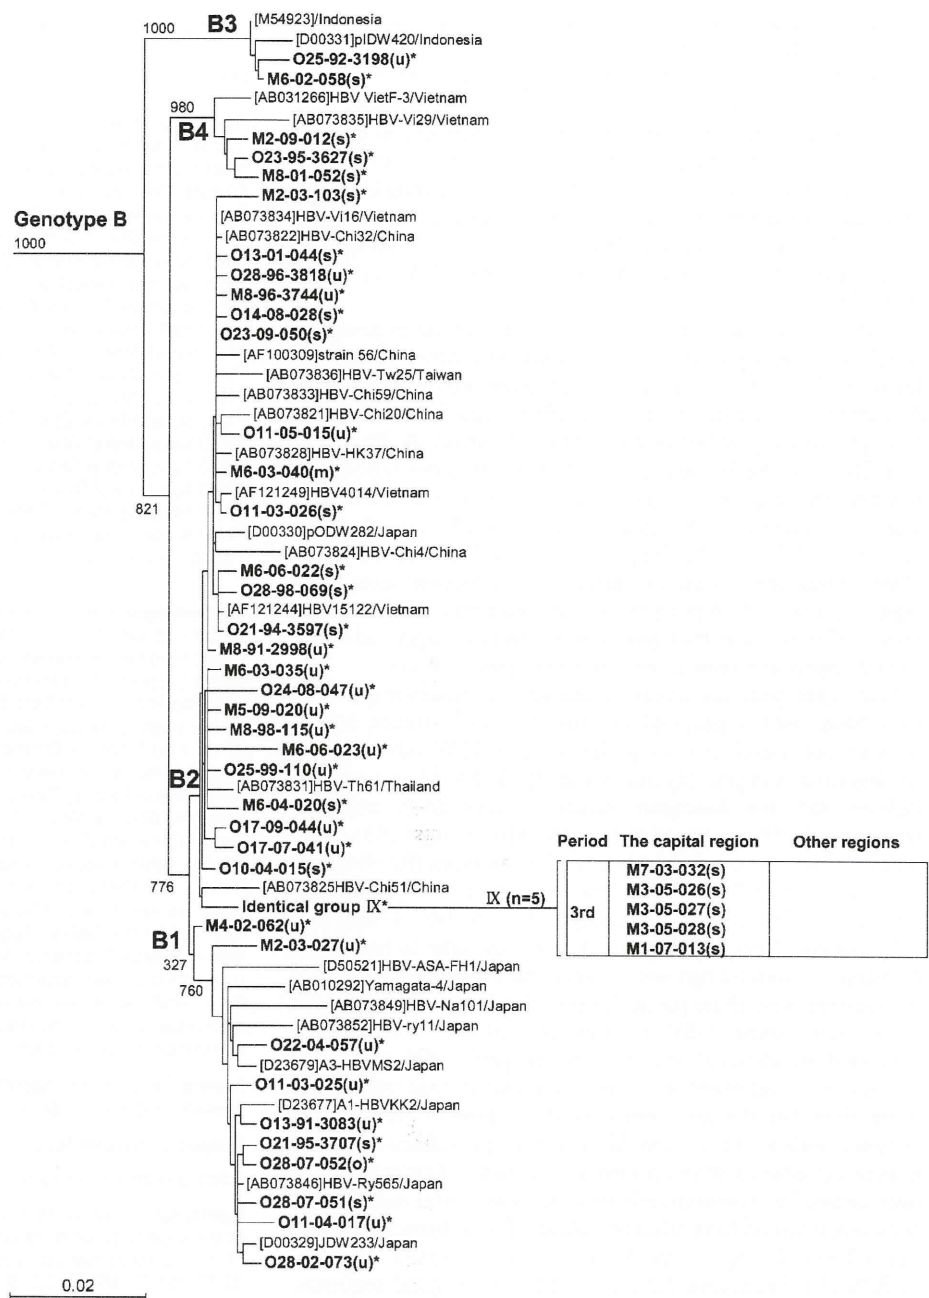 [M54923]/Indonesia
B3
1000
[D00331]pIDW420/Indonesia
O25-92-3198(u)*
M6-02-058(s)*
[AB031266]HBV VietF-3/Vietnam
980
[AB073835]HBV-Vi29/Vietnam
B4
M2-09-012(s)*
O23-95-3627(s)*
M8-01-052(s)*
M2-03-103(s)*
Genotype B
[AB073834]HBV-Vi16/Vietnam
1000
[AB073822]HBV-Chi32/China
O13-01-044(s)*
O28-96-3818(u)*
M8-96-3744(u)*
O14-08-028(s)*
O23-09-050(s)*
[AF100309]strain 56/China
[AB073836]HBV-Tw25/Taiwan
[AB073833]HBV-Chi59/China
[AB073821]HBV-Chi20/China
O11-05-015(u)*
[AB073828]HBV-HK37/China
M6-03-040(m)*
[AF121249]HBV4014/Vietnam
821
O11-03-026(s)*
[D00330]pODW282/Japan
[AB073824]HBV-Chi4/China
M6-06-022(s)*
O28-98-069(s)*
[AF121244]HBV15122/Vietnam
O21-94-3597(s)*
M8-91-2998(u)*
M6-03-035(u)*
O24-08-047(u)*
M5-09-020(u)*
M8-98-115(u)*
M6-06-023(u)*
O25-99-110(u)*
B2
[AB073831]HBV-Th61/Thailand
M6-04-020(s)*
O17-09-044(u)*
O17-07-041(u)*
Period The capital region Other regions
O10-04-015(s)*
M7-03-032(s)
776
[AB073825HBV-Chi51/China
M3-05-026(s)
Identical group IX*
IX (n=5)
3rd
M3-05-027(s)
M4-02-062(u)*
M3-05-028(s)
B1
M2-03-027(u)*
M1-07-013(s)
327
[D50521]HBV-ASA-FH1/Japan
760
[AB010292]Yamagata-4/Japan
[AB073849]HBV-Na101/Japan
[AB073852]HBV-ry11/Japan
O22-04-057(u)*
[D23679]A3-HBVMS2/Japan
O11-03-025(u)*
[D23677]A1-HBVKK2/Japan
O13-91-3083(u)*
O21-95-3707(s)*
O28-07-052(o)*
[AB073846]HBV-Ry565/Japan
O28-07-051(s)*
O11-04-017(u)*
[D00329]JDW233/Japan
O28-02-073(u)*
0.02